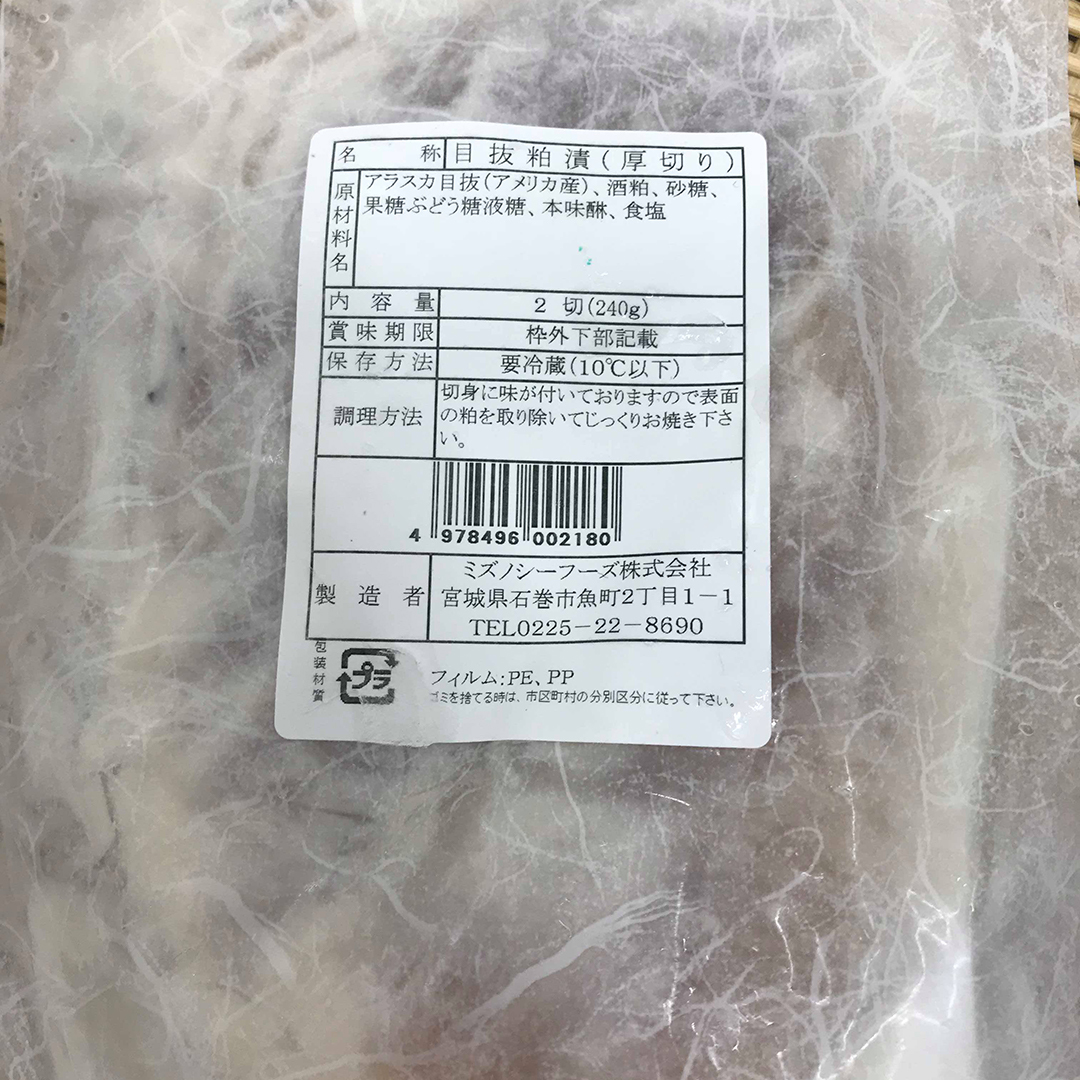 名称 目抜粕漬(厚切り)
原材料名 アラスカ目抜(アメリカ産)、酒粕、砂糖、
果糖ぶどう糖液糖、本味醂、食塩
内容量 2 切(240g)
賞味期限 枠外下部記載
保存方法 要冷蔵(10℃以下)
調理方法 切身に味が付いておりますので表面
の粕を取り除いてじっくりお焼き下さ
い。
4 978496 002180
製造者 ミズノシーフーズ株式会社
宮城県石巻市魚町2丁目1−1
TEL0225−22−8690
包装材質 プラ フィルム:PE、PP
ゴミを捨てる時は、市区町村の分別区分に従って下さい。